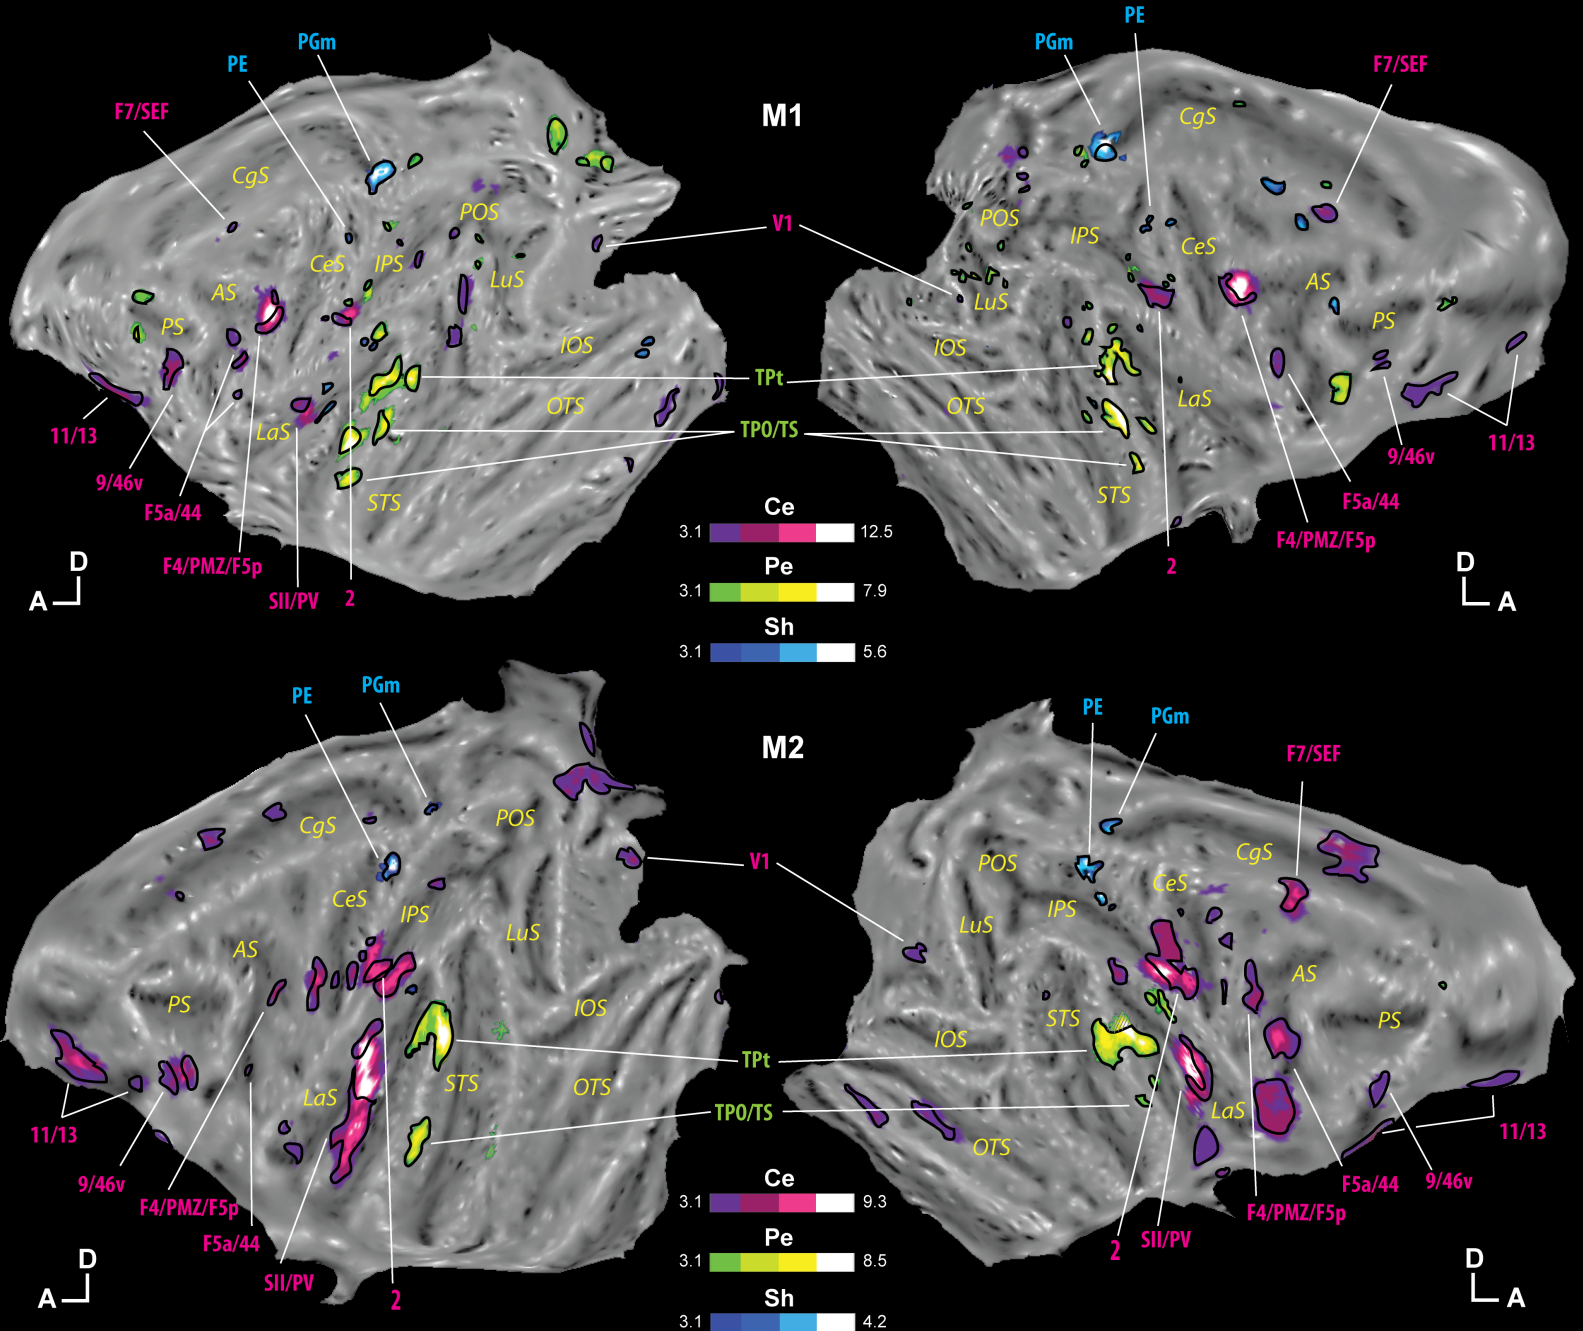 PE
PGm
PGm
PE
F7/SEF
F7/SEF
M1
CgS
CgS
POS
POS
V1
IPS
CeS
CeS
IPS
LuS
AS
AS
LuS
PS
PS
IOS
IOS
TPt
LaS
OTS
OTS
TPO/TS
LaS
11/13
11/13
9/46v
9/46v
STS
STS
F5a/44
F5a/44
Ce
3.1
12.5
F4/PMZ/F5p
F4/PMZ/F5p
Pe
D
D
2
3.1
7.9
A
SII/PV
2
A
Sh
3.1
5.6
PGm
PE
PE
PGm
M2
F7/SEF
CgS
POS
CgS
V1
POS
CeS
CeS
IPS
IPS
LuS
LuS
AS
AS
PS
IOS
STS
PS
IOS
TPt
STS
OTS
LaS
TPO/TS
LaS
11/13
11/13
OTS
9/46v
Ce
F5a/44
9/46v
F4/PMZ/F5p
3.1
9.3
F4/PMZ/F5p
F5a/44
Pe
SII/PV
2
D
3.1
8.5
D
SII/PV
A
2
Sh
A
3.1
4.2